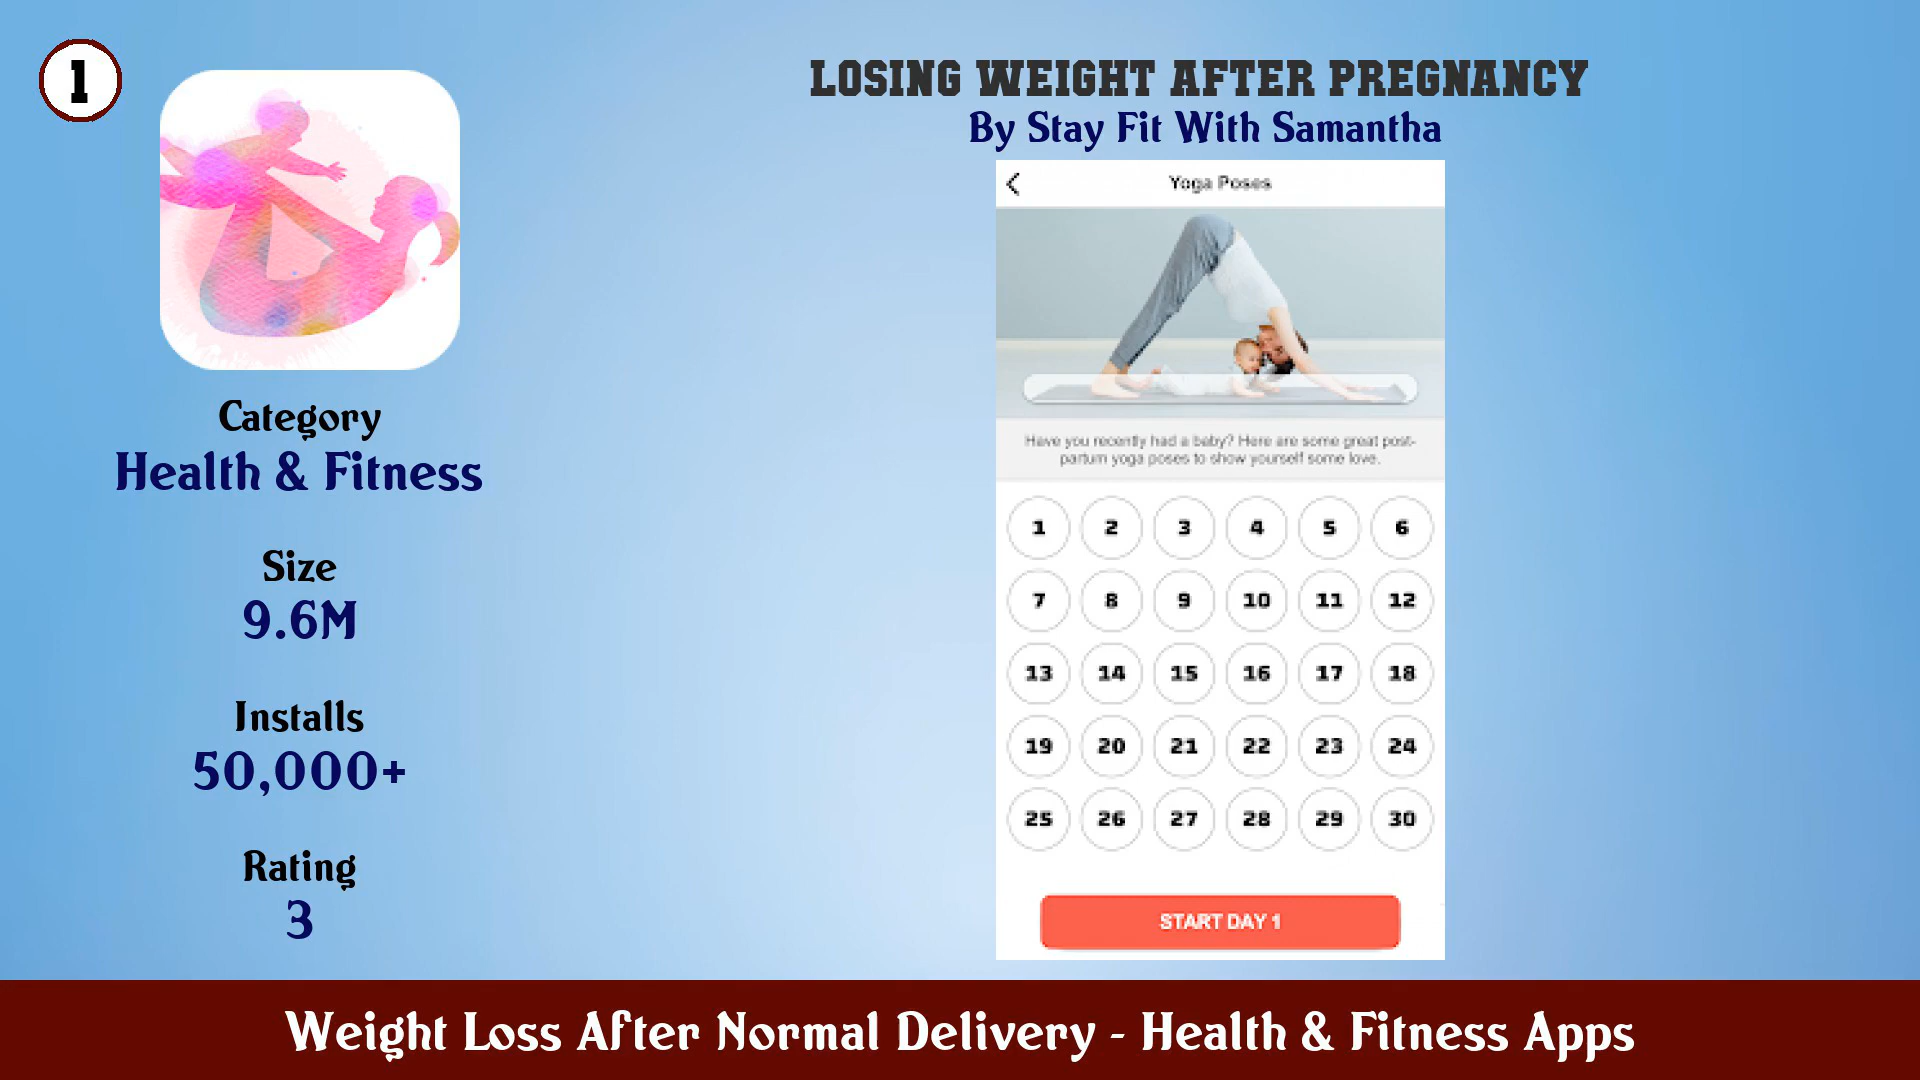 1
LOSING WEIGHT AFTER PREGNANCY
By Stay Fit With Samantha
Category
Health & Fitness
Size
9.6M
Installs
50,000+
Rating
3
Yoga Poses
Have you recently had a baby? Here are some great post-
partum yoga poses to show yourself some love.
1 2 3 4 5 6
7 8 9 10 11 12
13 14 15 16 17 18
19 20 21 22 23 24
25 26 27 28 29 30
START DAY 1
Weight Loss After Normal Delivery - Health & Fitness Apps